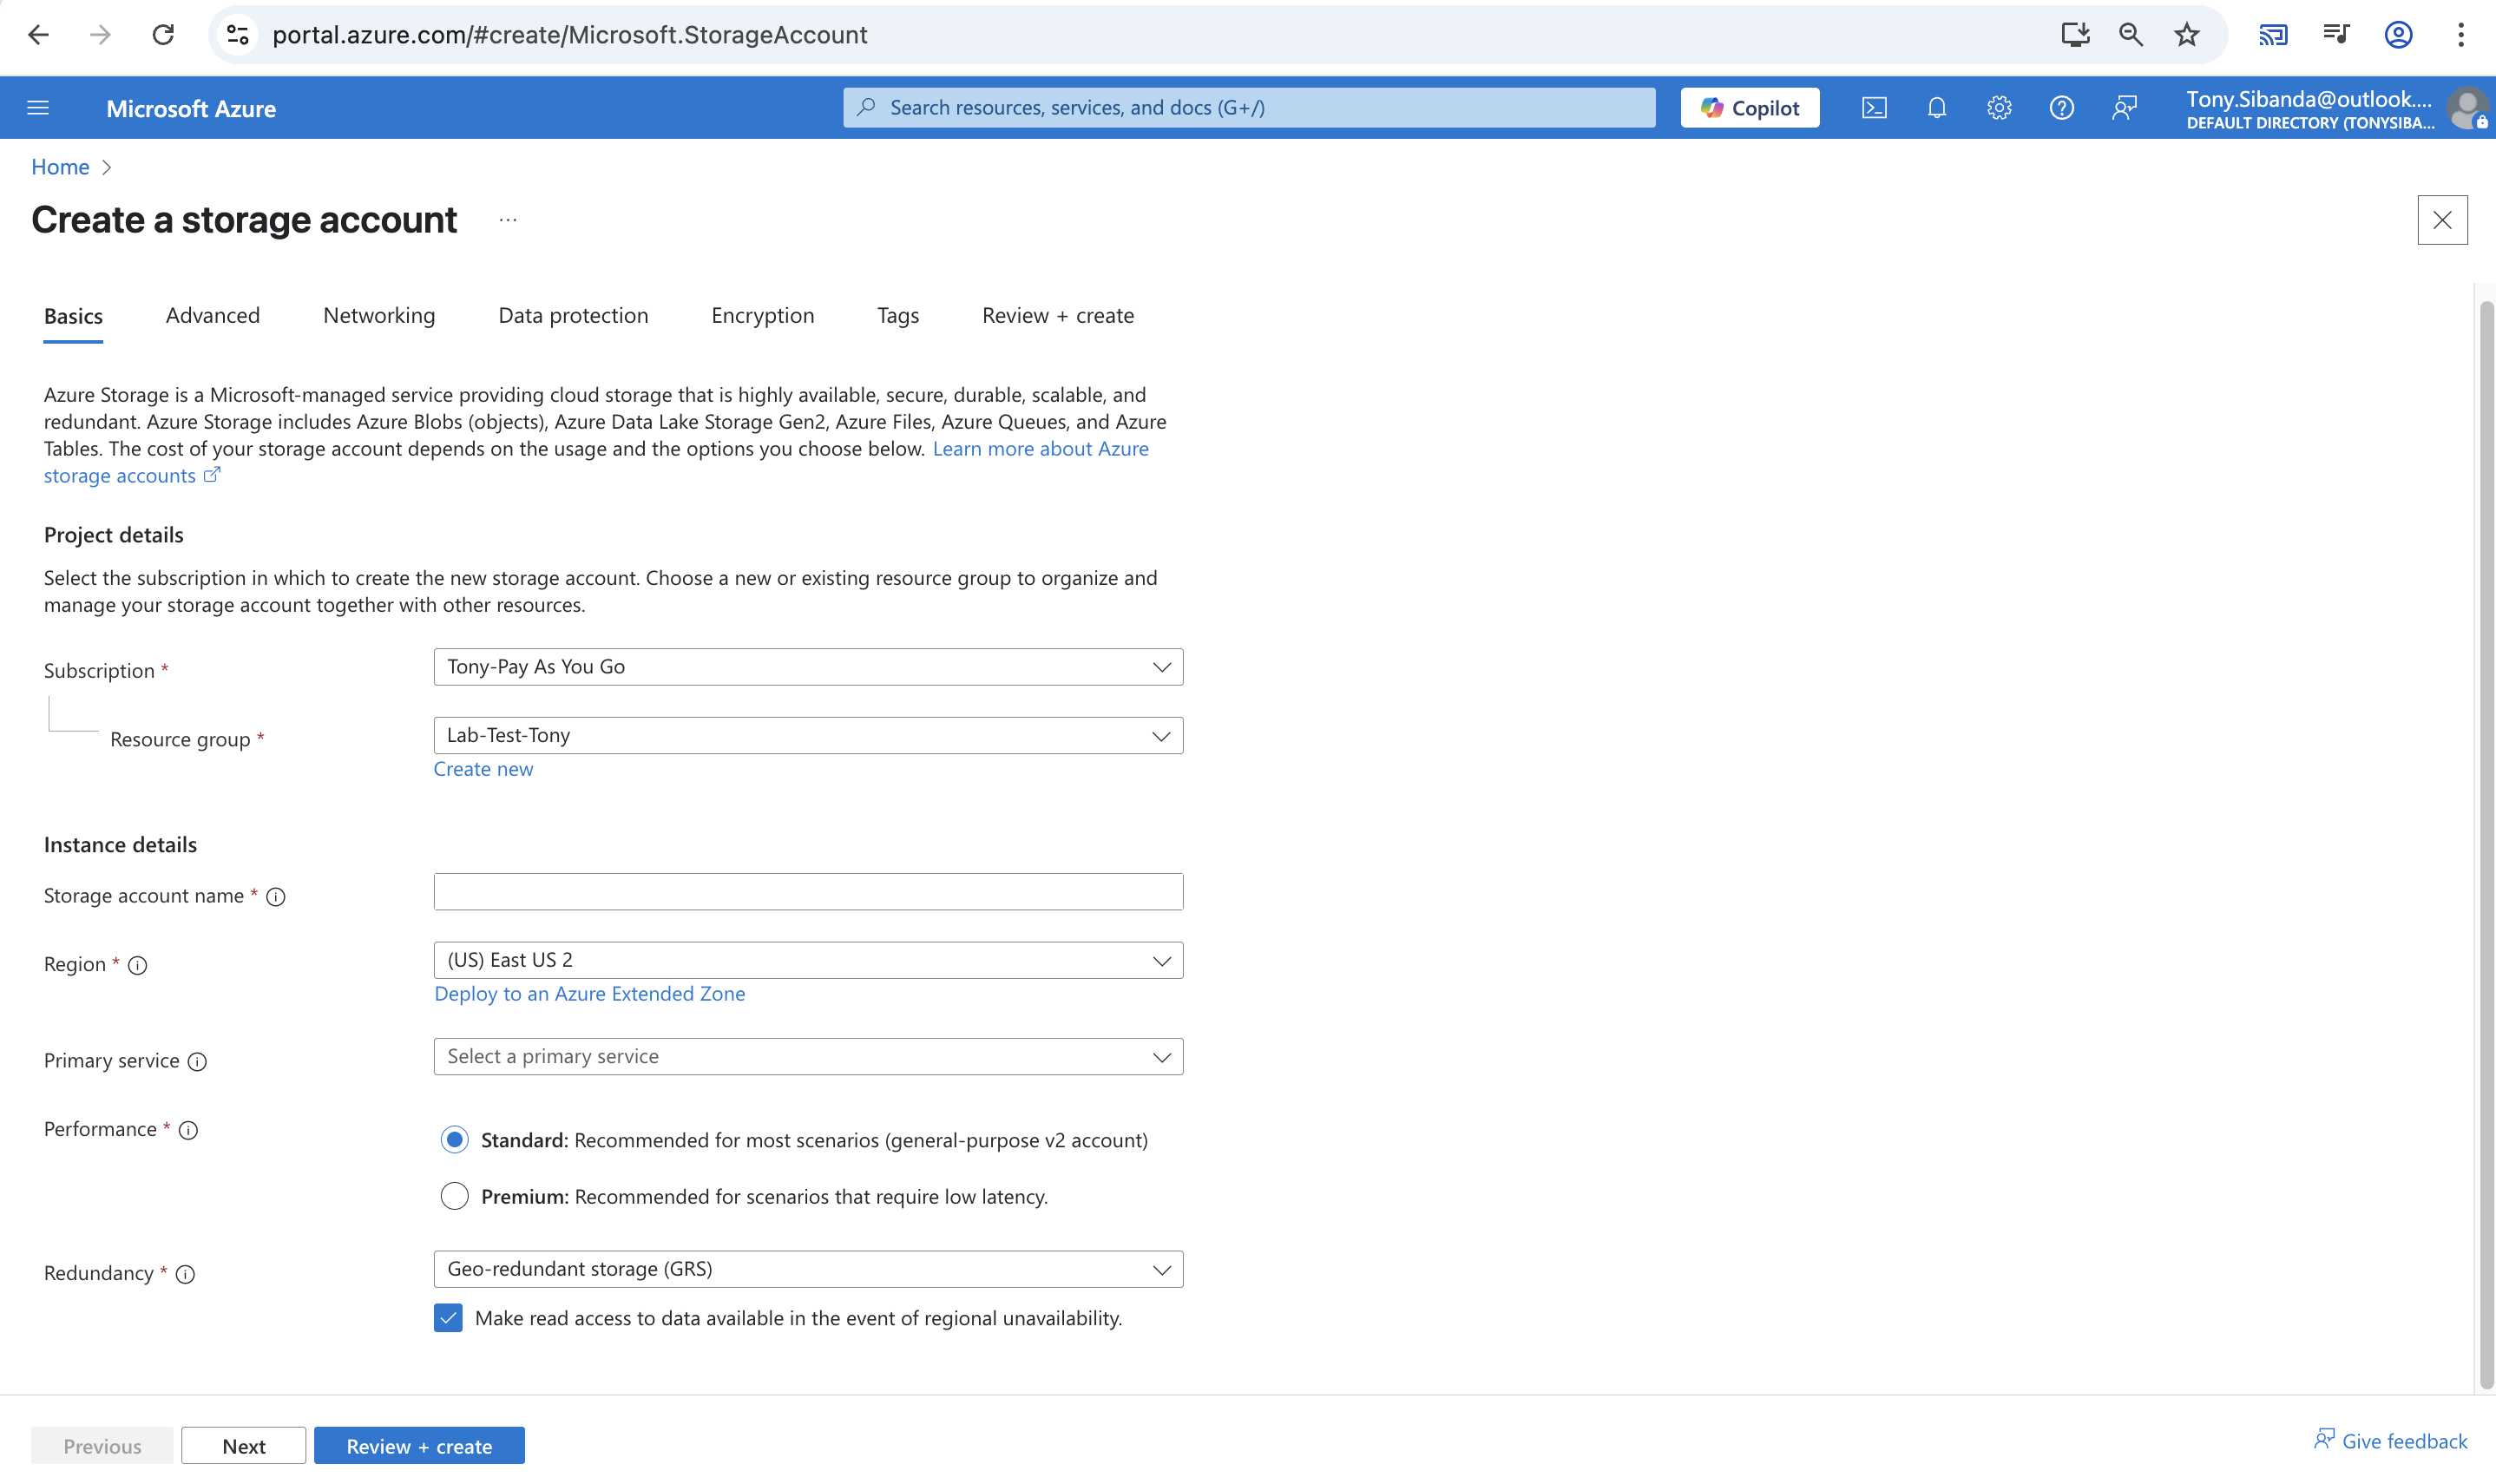 portal.azure.com/#create/Microsoft.StorageAccount
Microsoft Azure
Search resources, services, and docs (G+/)
Copilot
Tony.Sibanda@outlook....
DEFAULT DIRECTORY (TONYSIBA...
Home
Create a storage account
...
Basics Advanced Networking Data protection Encryption Tags Review + create
Azure Storage is a Microsoft-managed service providing cloud storage that is highly available, secure, durable, scalable, and
redundant. Azure Storage includes Azure Blobs (objects), Azure Data Lake Storage Gen2, Azure Files, Azure Queues, and Azure
Tables. The cost of your storage account depends on the usage and the options you choose below. Learn more about Azure
storage accounts
Project details
Select the subscription in which to create the new storage account. Choose a new or existing resource group to organize and
manage your storage account together with other resources.
Subscription *
Tony-Pay As You Go
Resource group *
Lab-Test-Tony
Create new
Instance details
Storage account name *
Region *
(US) East US 2
Deploy to an Azure Extended Zone
Primary service
Select a primary service
Performance *
Standard: Recommended for most scenarios (general-purpose v2 account)
Premium: Recommended for scenarios that require low latency.
Redundancy *
Geo-redundant storage (GRS)
Make read access to data available in the event of regional unavailability.
Previous
Next
Review + create
Give feedback